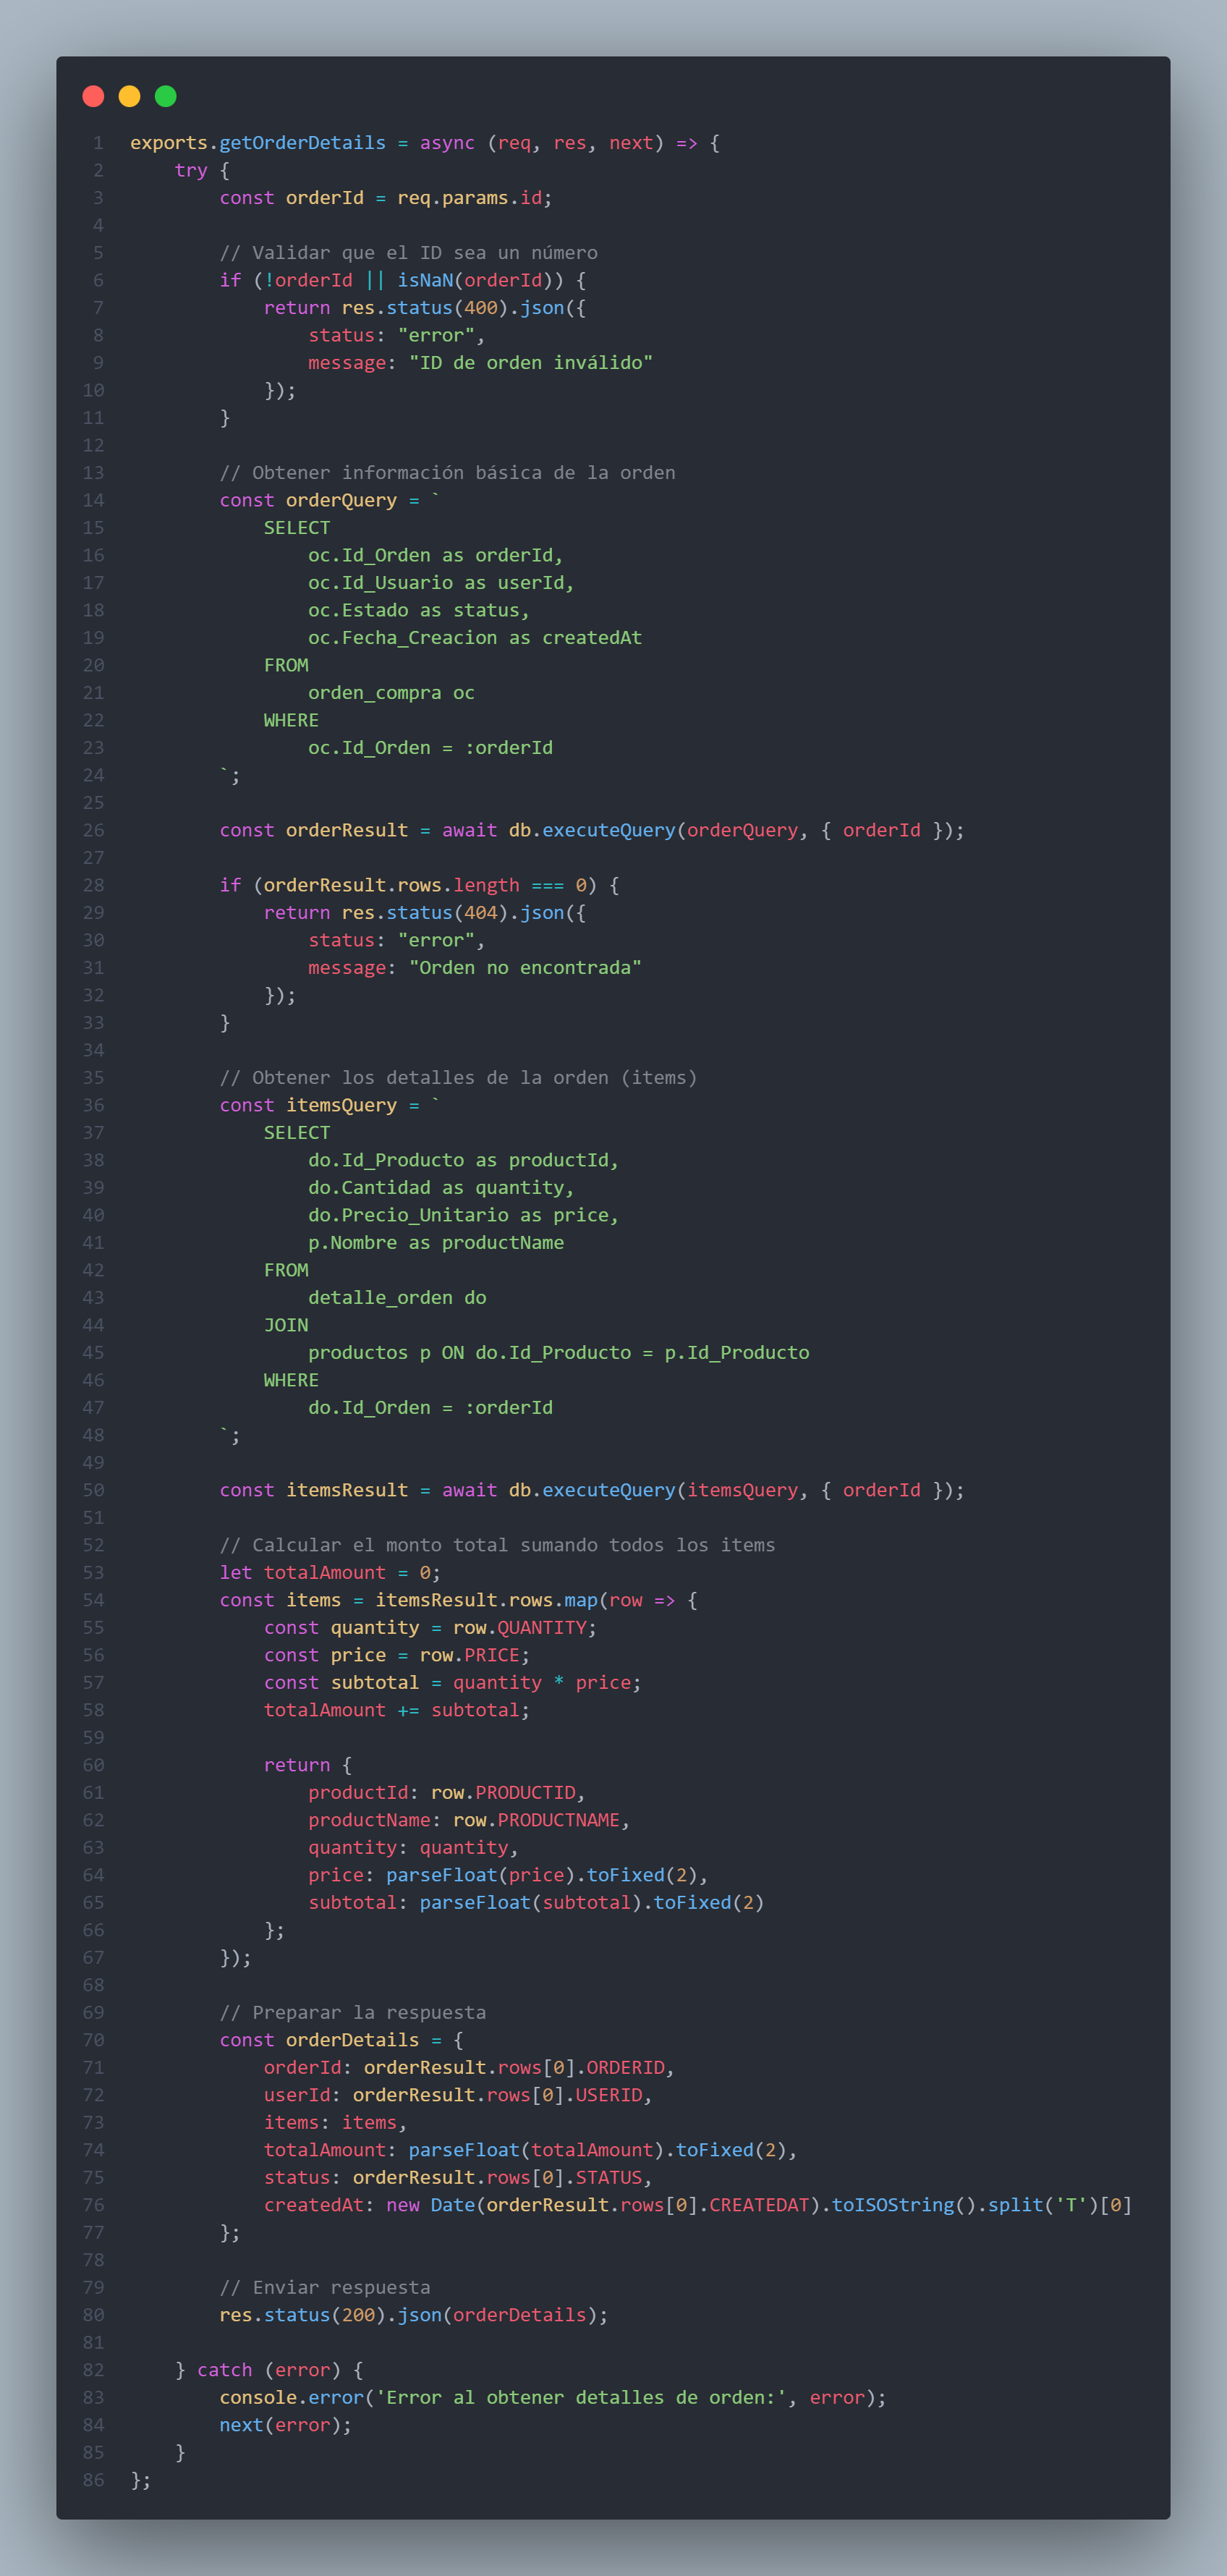 1 exports.getOrderDetails = async (req, res, next) => {
2     try {
3         const orderId = req.params.id;
4
5         // Validar que el ID sea un número
6         if (!orderId || isNaN(orderId)) {
7             return res.status(400).json({
8                 status: "error",
9                 message: "ID de orden inválido"
10             });
11         }
12
13         // Obtener información básica de la orden
14         const orderQuery = `
15             SELECT
16                 oc.Id_Orden as orderId,
17                 oc.Id_Usuario as userId,
18                 oc.Estado as status,
19                 oc.Fecha_Creacion as createdAt
20             FROM
21                 orden_compra oc
22             WHERE
23                 oc.Id_Orden = :orderId
24         `;
25
26         const orderResult = await db.executeQuery(orderQuery, { orderId });
27
28         if (orderResult.rows.length === 0) {
29             return res.status(404).json({
30                 status: "error",
31                 message: "Orden no encontrada"
32             });
33         }
34
35         // Obtener los detalles de la orden (items)
36         const itemsQuery = `
37             SELECT
38                 do.Id_Producto as productId,
39                 do.Cantidad as quantity,
40                 do.Precio_Unitario as price,
41                 p.Nombre as productName
42             FROM
43                 detalle_orden do
44             JOIN
45                 productos p ON do.Id_Producto = p.Id_Producto
46             WHERE
47                 do.Id_Orden = :orderId
48         `;
49
50         const itemsResult = await db.executeQuery(itemsQuery, { orderId });
51
52         // Calcular el monto total sumando todos los items
53         let totalAmount = 0;
54         const items = itemsResult.rows.map(row => {
55             const quantity = row.QUANTITY;
56             const price = row.PRICE;
57             const subtotal = quantity * price;
58             totalAmount += subtotal;
59
60             return {
61                 productId: row.PRODUCTID,
62                 productName: row.PRODUCTNAME,
63                 quantity: quantity,
64                 price: parseFloat(price).toFixed(2),
65                 subtotal: parseFloat(subtotal).toFixed(2)
66             };
67         });
68
69         // Preparar la respuesta
70         const orderDetails = {
71             orderId: orderResult.rows[0].ORDERID,
72             userId: orderResult.rows[0].USERID,
73             items: items,
74             totalAmount: parseFloat(totalAmount).toFixed(2),
75             status: orderResult.rows[0].STATUS,
76             createdAt: new Date(orderResult.rows[0].CREATEDAT).toISOString().split('T')[0]
77         };
78
79         // Enviar respuesta
80         res.status(200).json(orderDetails);
81
82     } catch (error) {
83         console.error('Error al obtener detalles de orden:', error);
84         next(error);
85     }
86 };